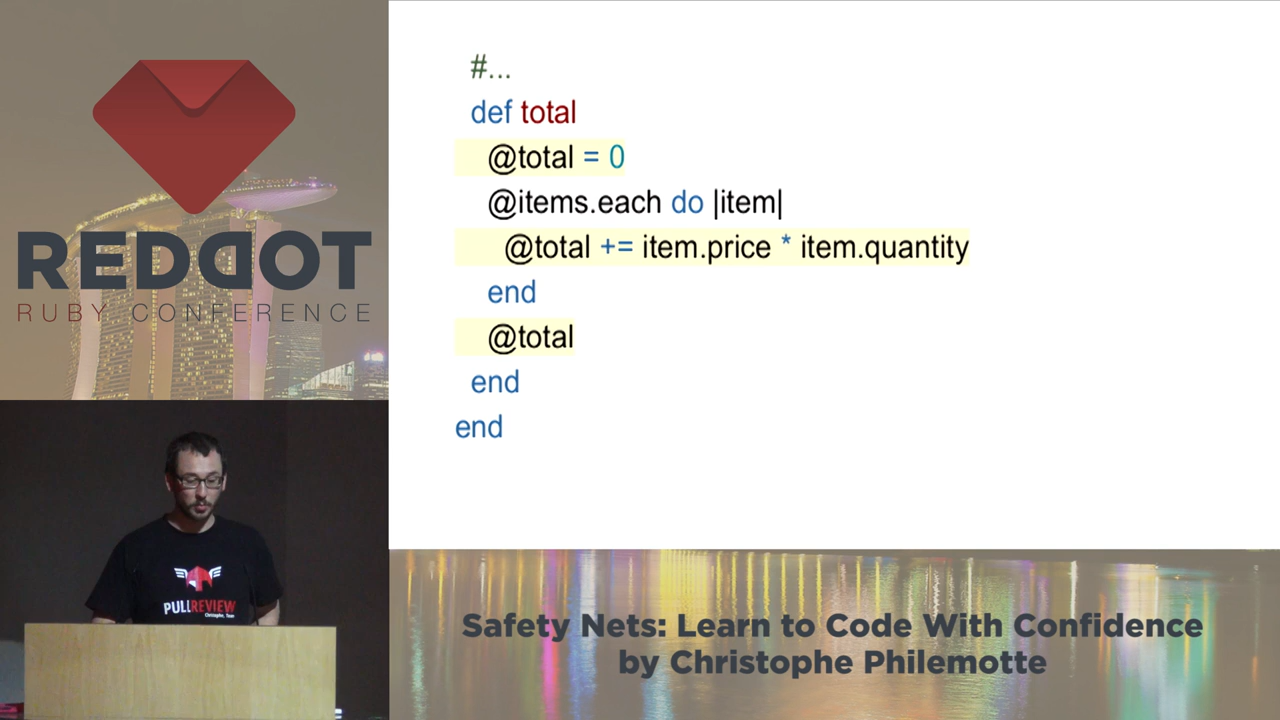 REDDOT
RUBY CONFERENCE
#...
def total
@total = 0
@items.each do |item|
@total += item.price * item.quantity
end
@total
end
end
PULLREVIEW
Safety Nets: Learn to Code With Confidence
by Christophe Philemotte